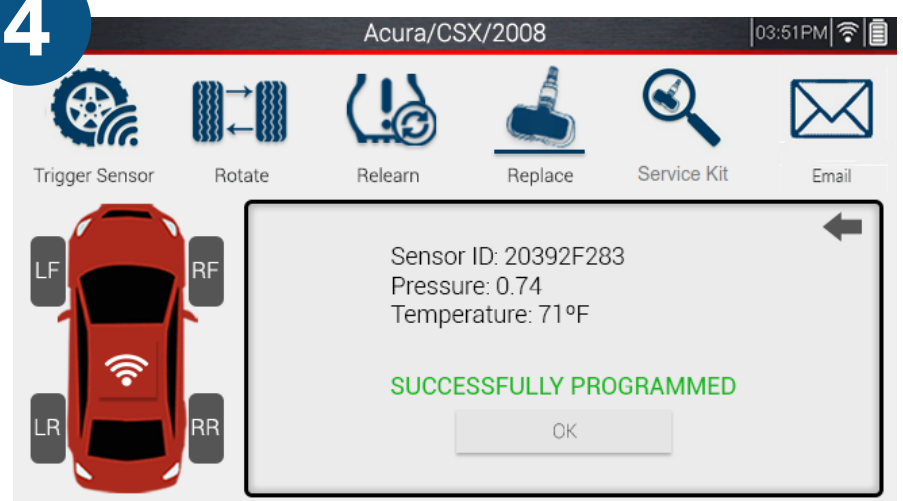 4
Acura/CSX/2008
03:51PM
Trigger Sensor
Rotate
Relearn
Replace
Service Kit
Email
LF
RF
LR
RR
Sensor ID: 20392F283
Pressure: 0.74
Temperature: 71ºF
SUCCESSFULLY PROGRAMMED
OK